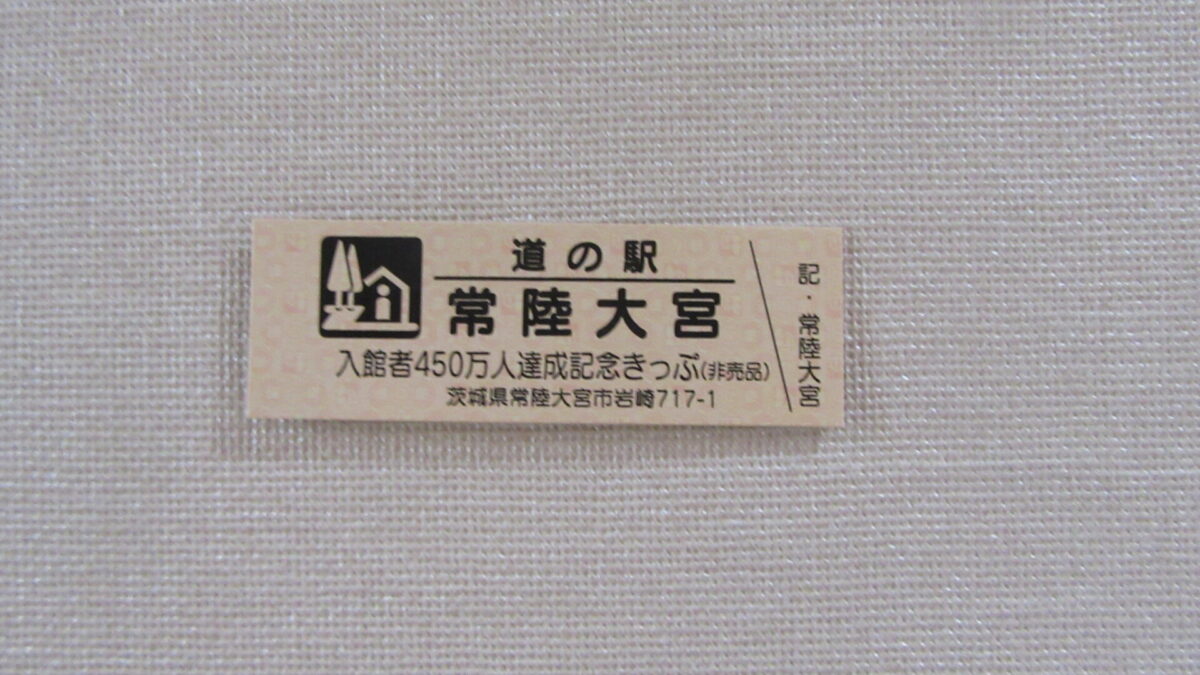 道の駅
常陸大宮
入館者450万人達成記念きっぷ(非売品)
茨城県常陸大宮市岩崎717-1
記・常陸大宮